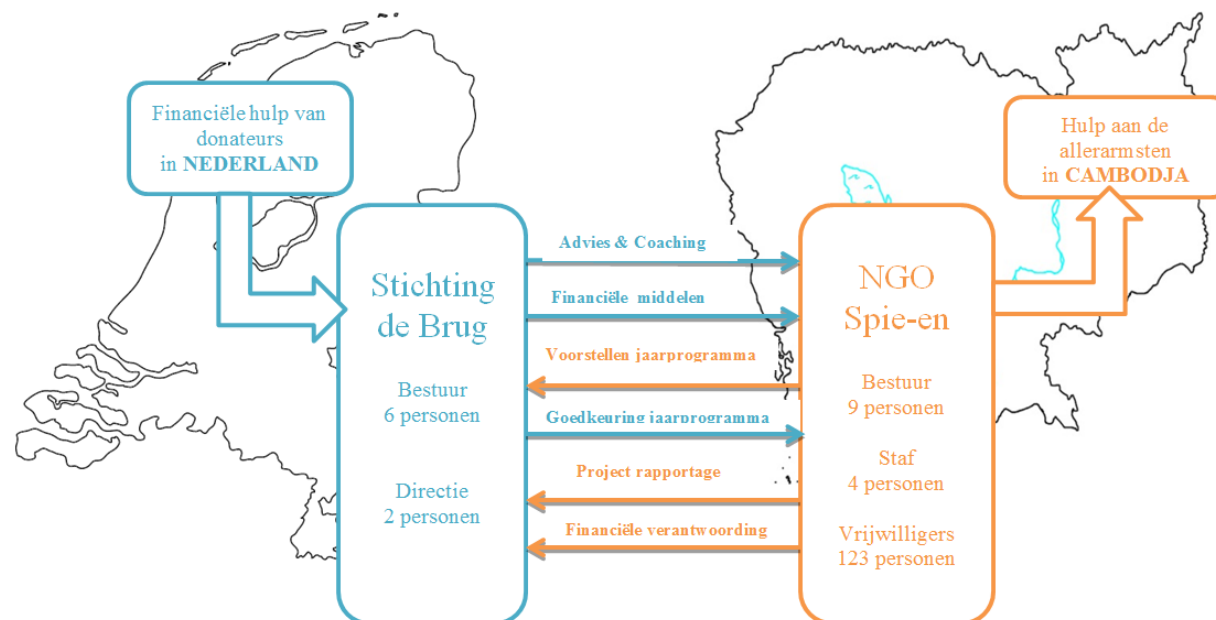 Financiële hulp van
donateurs
in NEDERLAND
Hulp aan de
allerarmsten
in CAMBODJA
Stichting
de Brug
Bestuur
6 personen
Directie
2 personen
Advies & Coaching
Financiële middelen
Voorstellen jaarprogramma
Goedkeuring jaarprogramma
Project rapportage
Financiële verantwoording
NGO
Spie-en
Bestuur
9 personen
Staf
4 personen
Vrijwilligers
123 personen